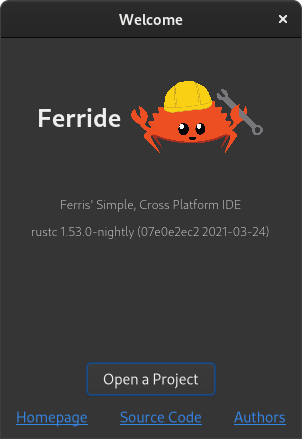 Welcome
Ferride
Ferris' Simple, Cross Platform IDE
rustc 1.53.0-nightly (07e0e2ec2 2021-03-24)
Open a Project
Homepage Source Code Authors